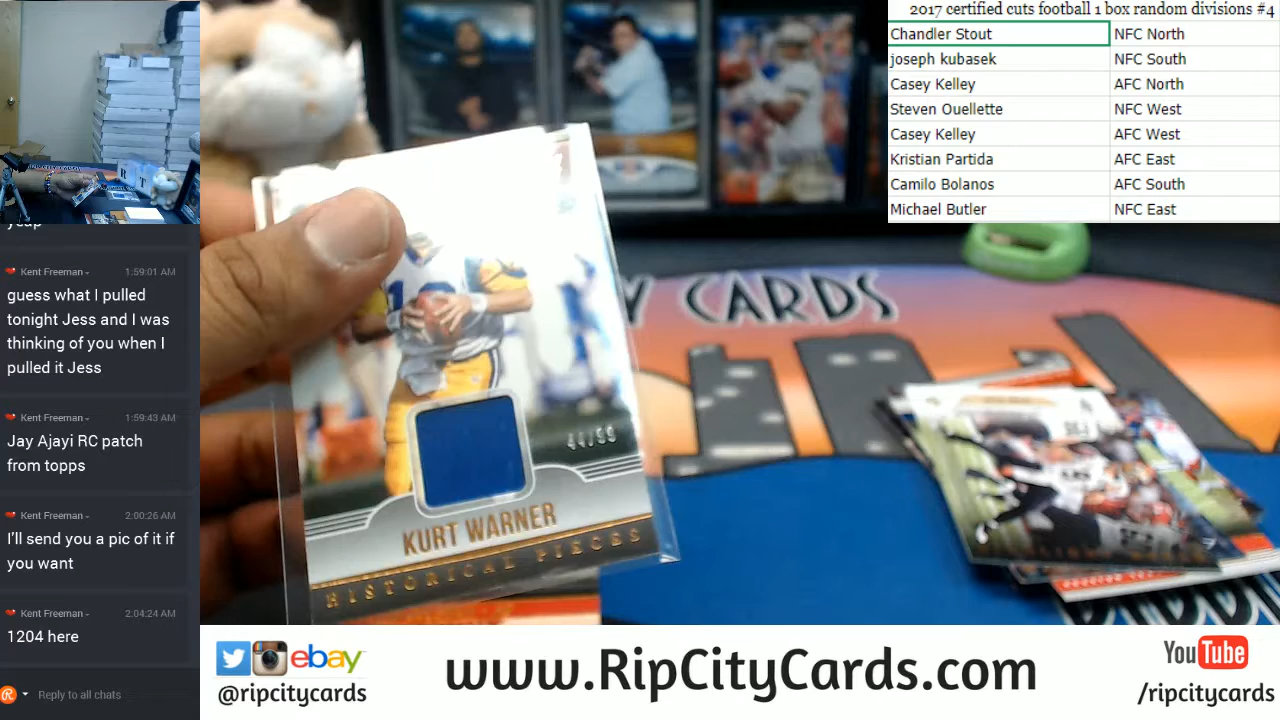 2017 certified cuts football 1 box random divisions #4
Chandler Stout NFC North
joseph kubasek NFC South
Casey Kelley AFC North
Steven Ouellette NFC West
Casey Kelley AFC West
Kristian Partida AFC East
Camilo Bolanos AFC South
Michael Butler NFC East
Kent Freeman 1:59:01 AM
guess what I pulled
tonight Jess and I was
thinking of you when I
pulled it Jess
Kent Freeman 1:59:43 AM
Jay Ajayi RC patch
from topps
Kent Freeman 2:00:26 AM
I'll send you a pic of it if
you want
Kent Freeman 2:04:24 AM
1204 here
Reply to all chats
CARDS
44/99
KURT WARNER
HISTORICAL PIECES
ebay
@ripcitycards
www.RipCityCards.com
YouTube
/ripcitycards